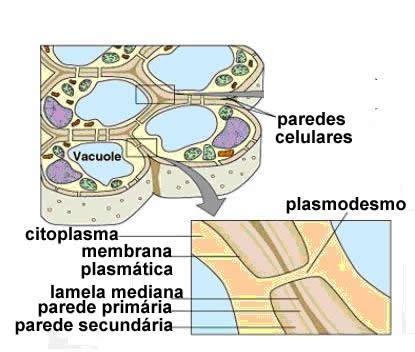 paredes
celulares
Vacuole
plasmodesmo
citoplasma
membrana
plasmática
lamela mediana
parede primária
parede secundária